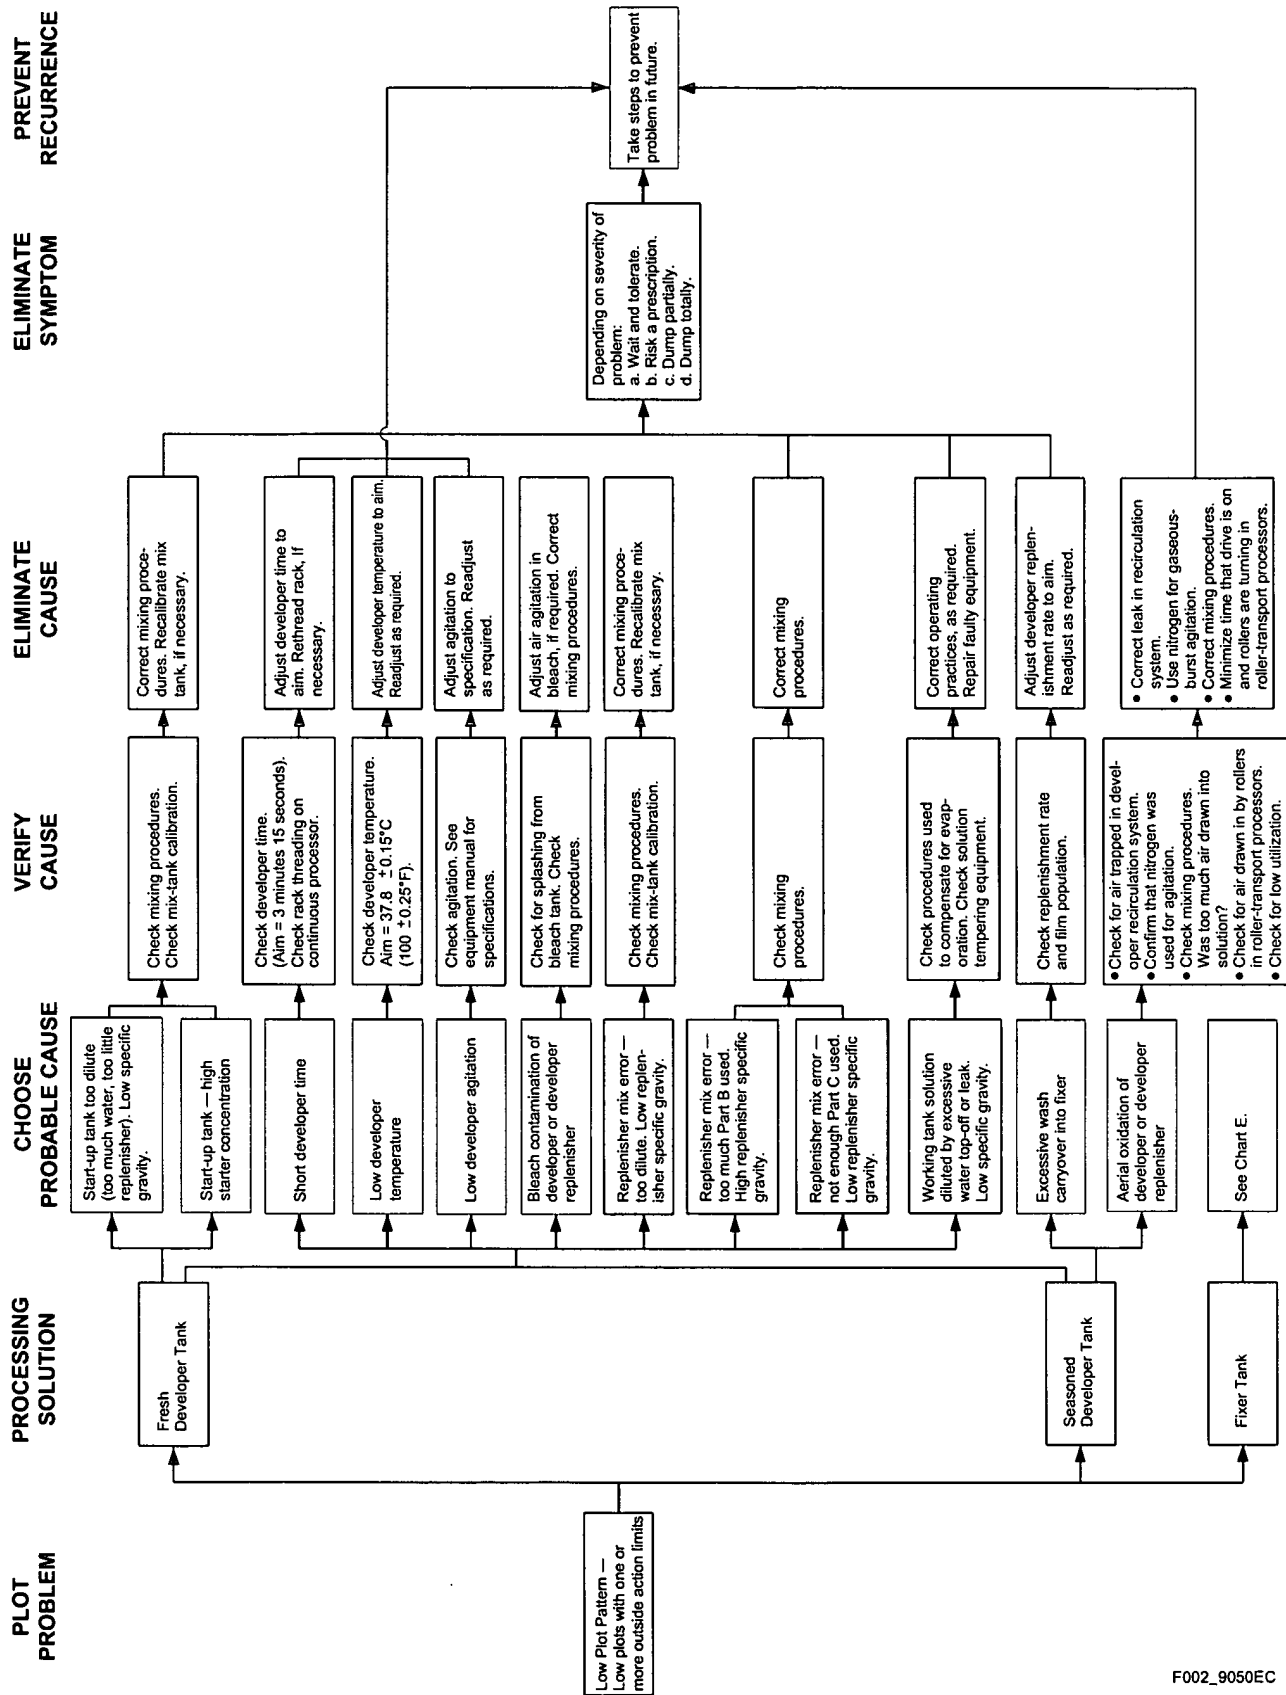 PLOT
PROBLEM
PROCESSING
SOLUTION
CHOOSE
PROBABLE CAUSE
VERIFY
CAUSE
ELIMINATE
CAUSE
ELIMINATE
SYMPTOM
PREVENT
RECURRENCE
Low Plot Pattern —
Low plots with one or
more outside action limits
Fresh
Developer Tank
Seasoned
Developer Tank
Fixer Tank
Start-up tank too dilute
(too much water, too little
replenisher). Low specific
gravity.
Start-up tank — high
starter concentration
Short developer time
Low developer
temperature
Low developer agitation
Bleach contamination of
developer or developer
replenisher
Replenisher mix error —
too dilute. Low replen-
isher specific gravity.
Replenisher mix error —
too much Part B used.
High replenisher specific
gravity.
Replenisher mix error —
not enough Part C used.
Low replenisher specific
gravity.
Working tank solution
diluted by excessive
water top-off or leak.
Low specific gravity.
Excessive wash
carryover into fixer
Aerial oxidation of
developer or developer
replenisher
See Chart E.
Check mixing procedures.
Check mix-tank calibration.
Check developer time.
(Aim = 3 minutes 15 seconds).
Check rack threading on
continuous processor.
Check developer temperature.
Aim = 37.8 ±0.15°C
(100 ±0.25°F).
Check agitation. See
equipment manual for
specifications.
Check for splashing from
bleach tank. Check
mixing procedures.
Check mixing procedures.
Check mix-tank calibration.
Check mixing
procedures.
Check procedures used
to compensate for evap-
oration. Check solution
tempering equipment.
Check replenishment rate
and film population.
• Check for air trapped in devel-
oper recirculation system.
• Confirm that nitrogen was
used for agitation.
• Check mixing procedures.
Was too much air drawn into
solution?
• Check for air drawn in by rollers
in roller-transport processors.
• Check for low utilization.
Correct mixing proce-
dures. Recalibrate mix
tank, if necessary.
Adjust developer time to
aim. Rethread rack, if
necessary.
Adjust developer temperature to aim.
Readjust as required.
Adjust agitation to
specification. Readjust
as required.
Adjust air agitation in
bleach, if required. Correct
mixing procedures.
Correct mixing proce-
dures. Recalibrate mix
tank, if necessary.
Correct mixing
procedures.
Correct operating
practices, as required.
Repair faulty equipment.
Adjust developer replen-
ishment rate to aim.
Readjust as required.
• Correct leak in recirculation
system.
• Use nitrogen for gaseous-
burst agitation.
• Correct mixing procedures.
• Minimize time that drive is on
and rollers are turning in
roller-transport processors.
Depending on severity of
problem:
a. Wait and tolerate.
b. Risk a prescription.
c. Dump partially.
d. Dump totally.
Take steps to prevent
problem in future.
F002_9050EC